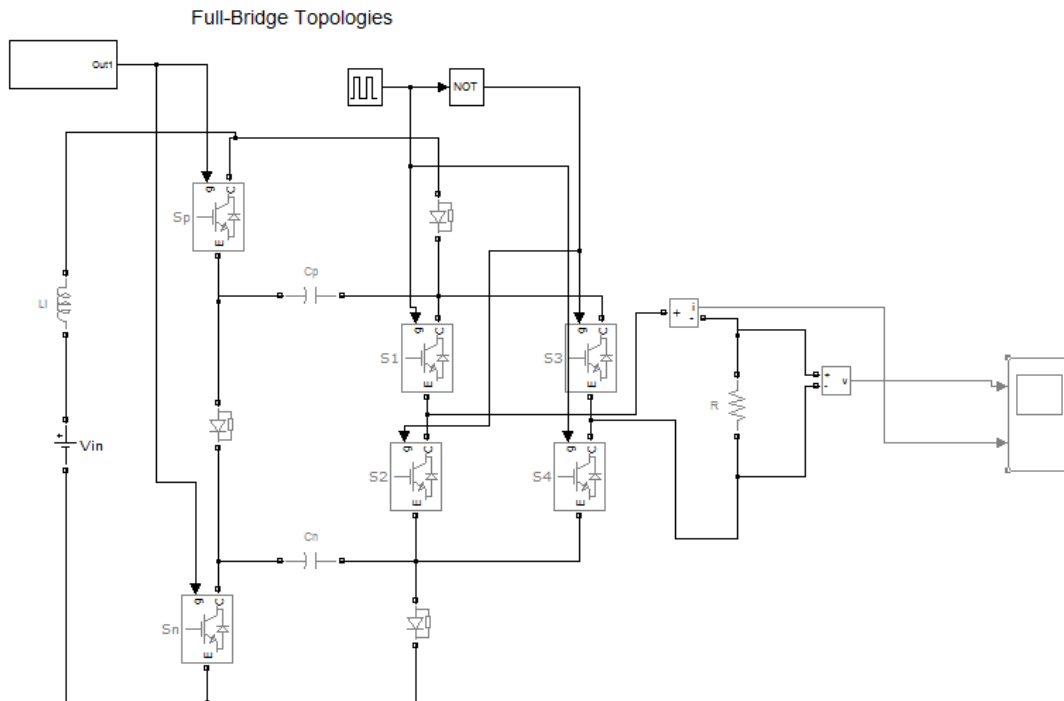 Full-Bridge Topologies
Out1
NOT
g
C
Sp
E
Cp
LI
g
C
S1
E
g
C
S3
E
i
+
-
+
-
v
R
+
Vin
g
C
S2
E
g
C
S4
E
Cn
g
C
Sn
E